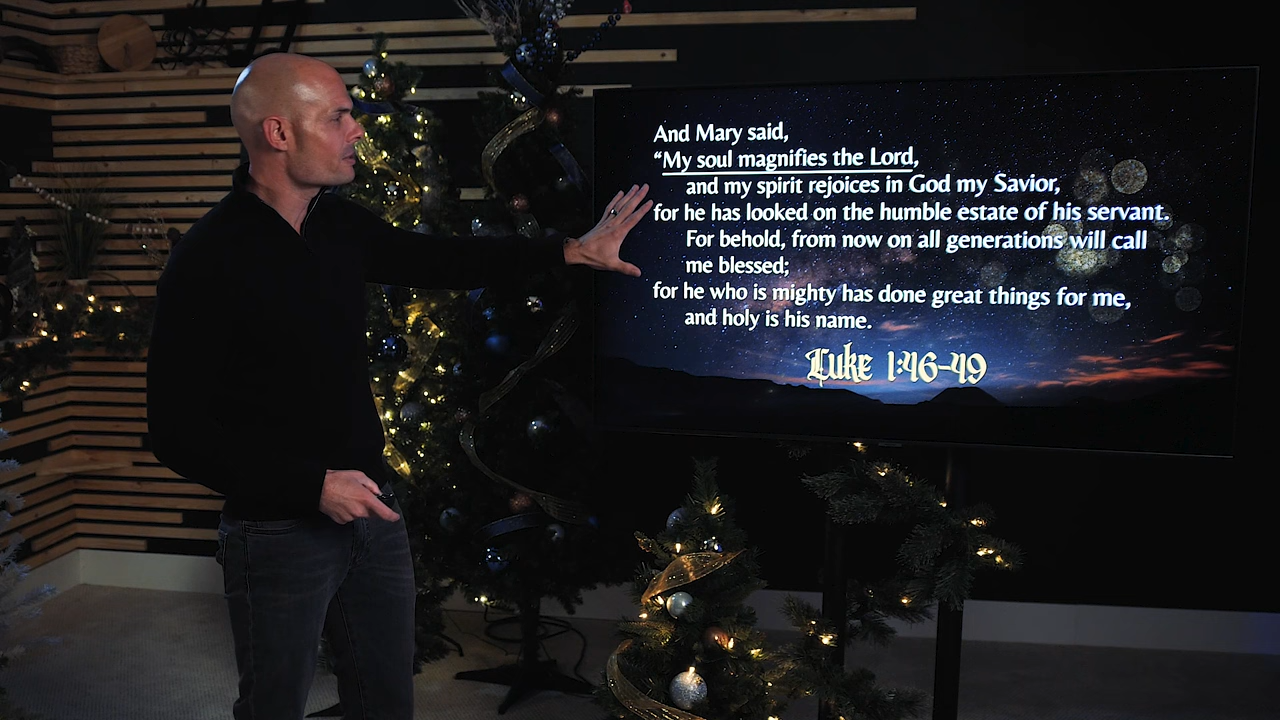 And Mary said,
“My soul magnifies the Lord,
and my spirit rejoices in God my Savior,
for he has looked on the humble estate of his servant.
For behold, from now on all generations will call
me blessed;
for he who is mighty has done great things for me,
and holy is his name.
Luke 1:46–49